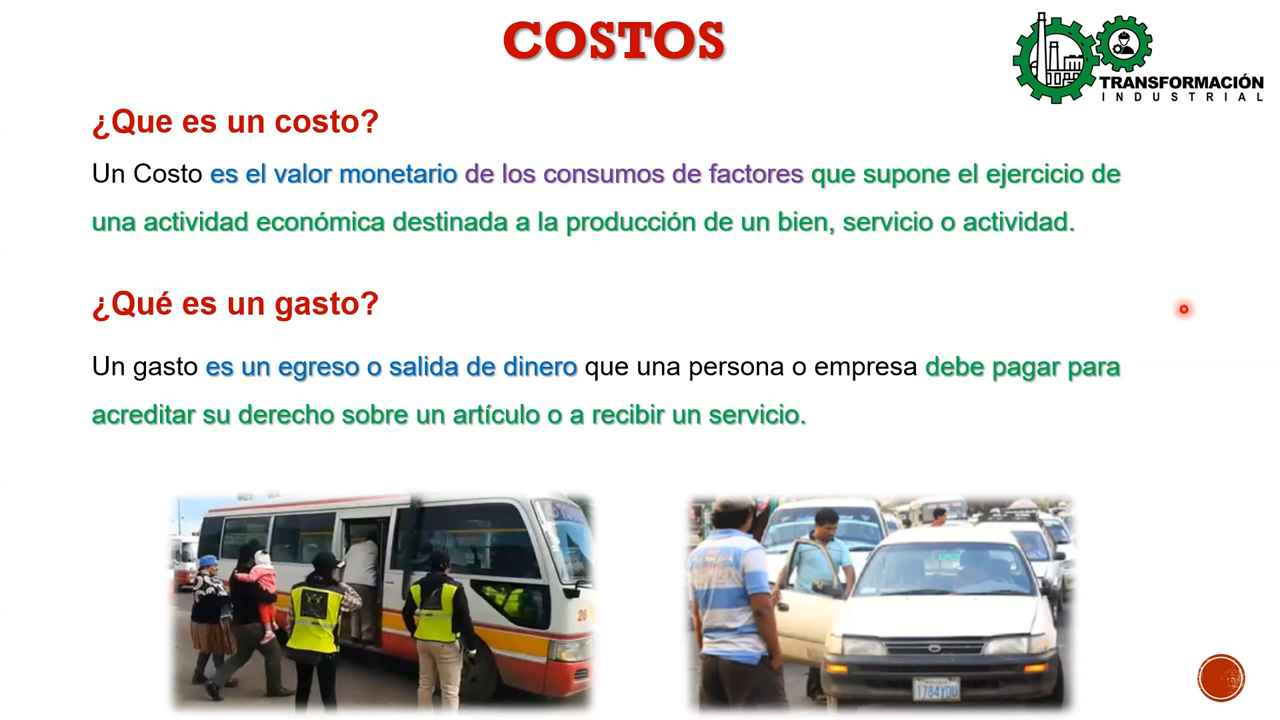 COSTOS
TRANSFORMACIÓN
INDUSTRIAL
¿Que es un costo?
Un Costo es el valor monetario de los consumos de factores que supone el ejercicio de
una actividad económica destinada a la producción de un bien, servicio o actividad.
¿Qué es un gasto?
Un gasto es un egreso o salida de dinero que una persona o empresa debe pagar para
acreditar su derecho sobre un artículo o a recibir un servicio.
26